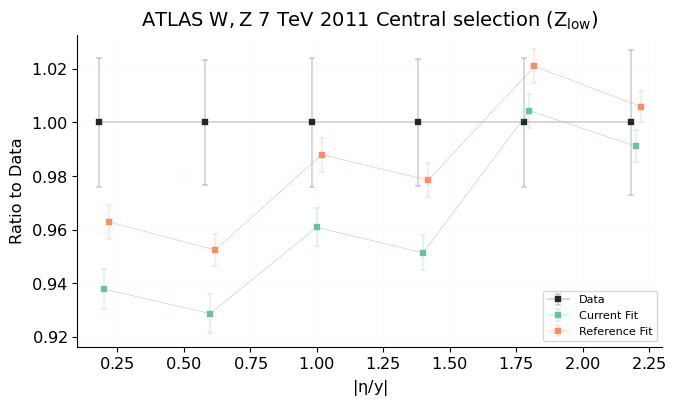 ATLAS W, Z 7 TeV 2011 Central selection (Z_low)
Ratio to Data
1.02
1.00
0.98
0.96
0.94
0.92
Data
Current Fit
Reference Fit
0.25 0.50 0.75 1.00 1.25 1.50 1.75 2.00 2.25
|η/y|